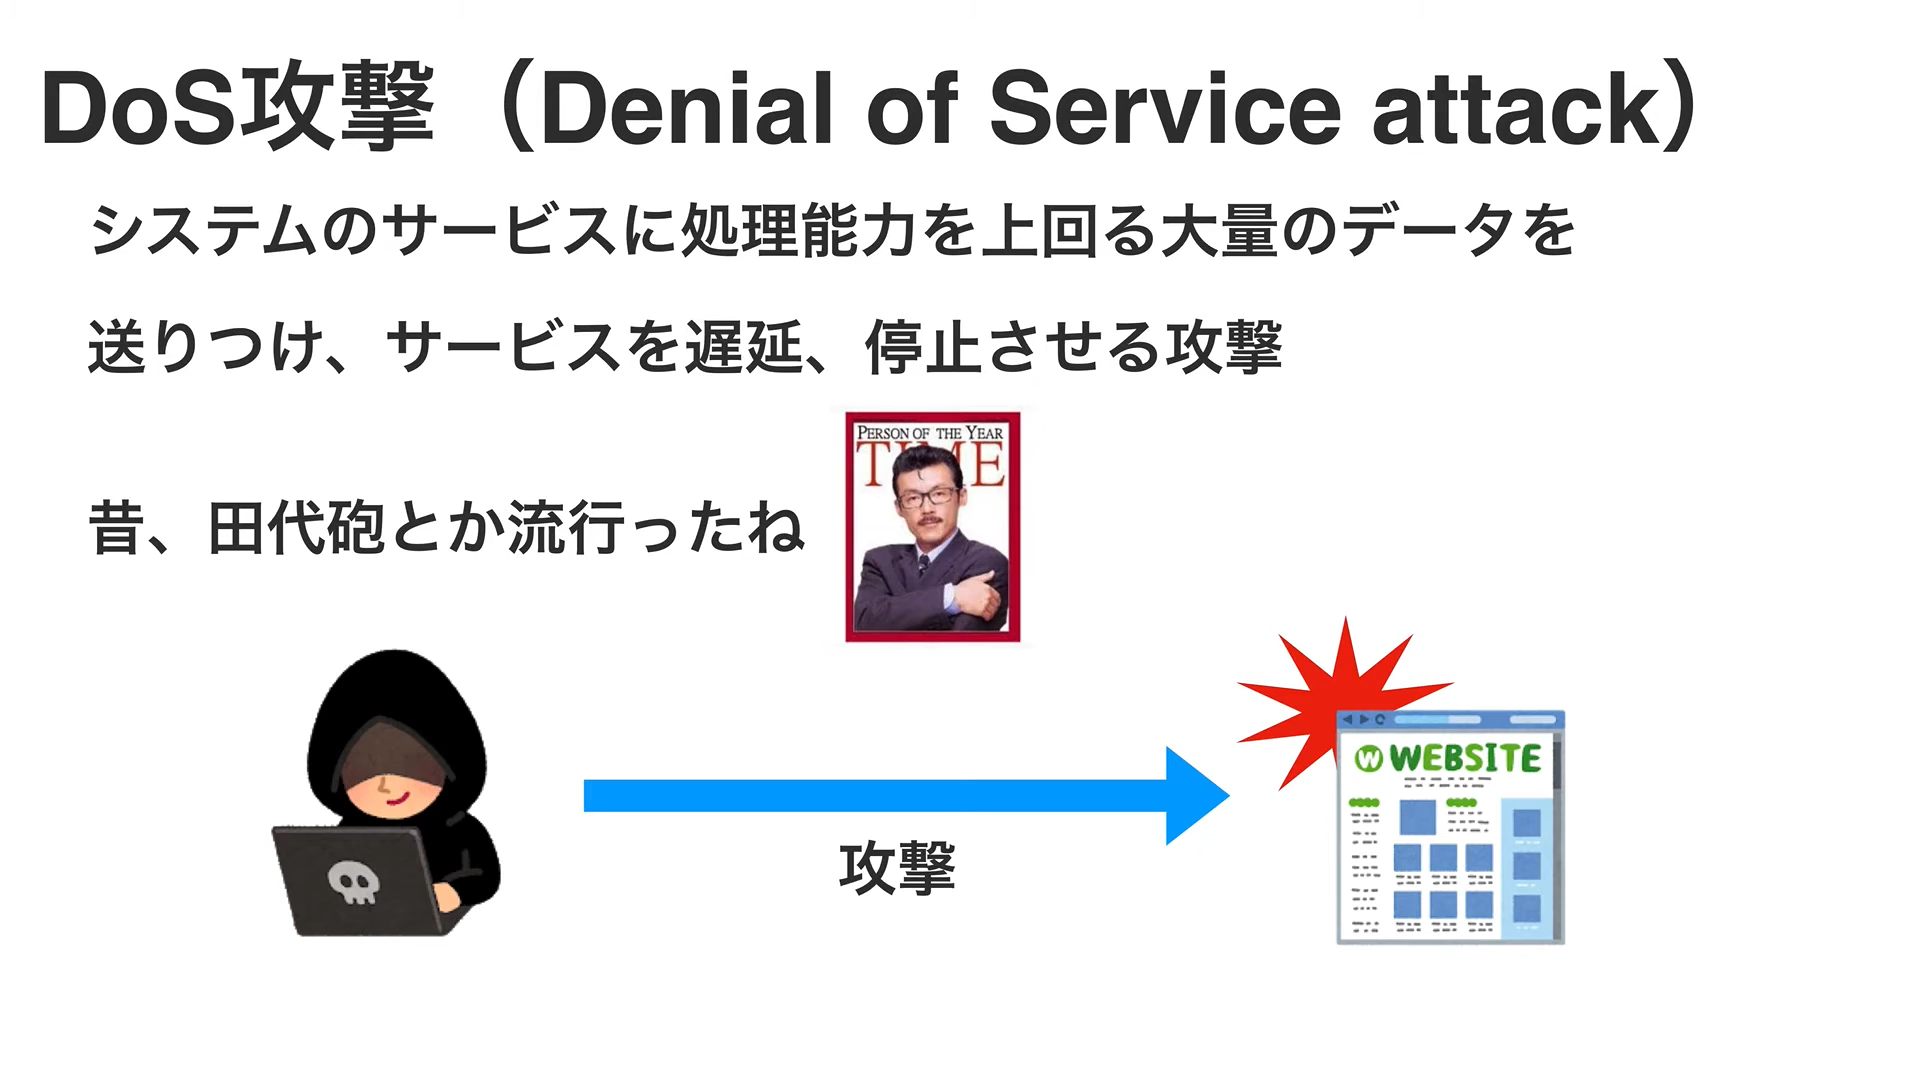 DoS攻撃（Denial of Service attack）
システムのサービスに処理能力を上回る大量のデータを
送りつけ、サービスを遅延、停止させる攻撃
昔、田代砲とか流行ったね
PERSON OF THE YEAR
TIME
攻撃
W WEBSITE